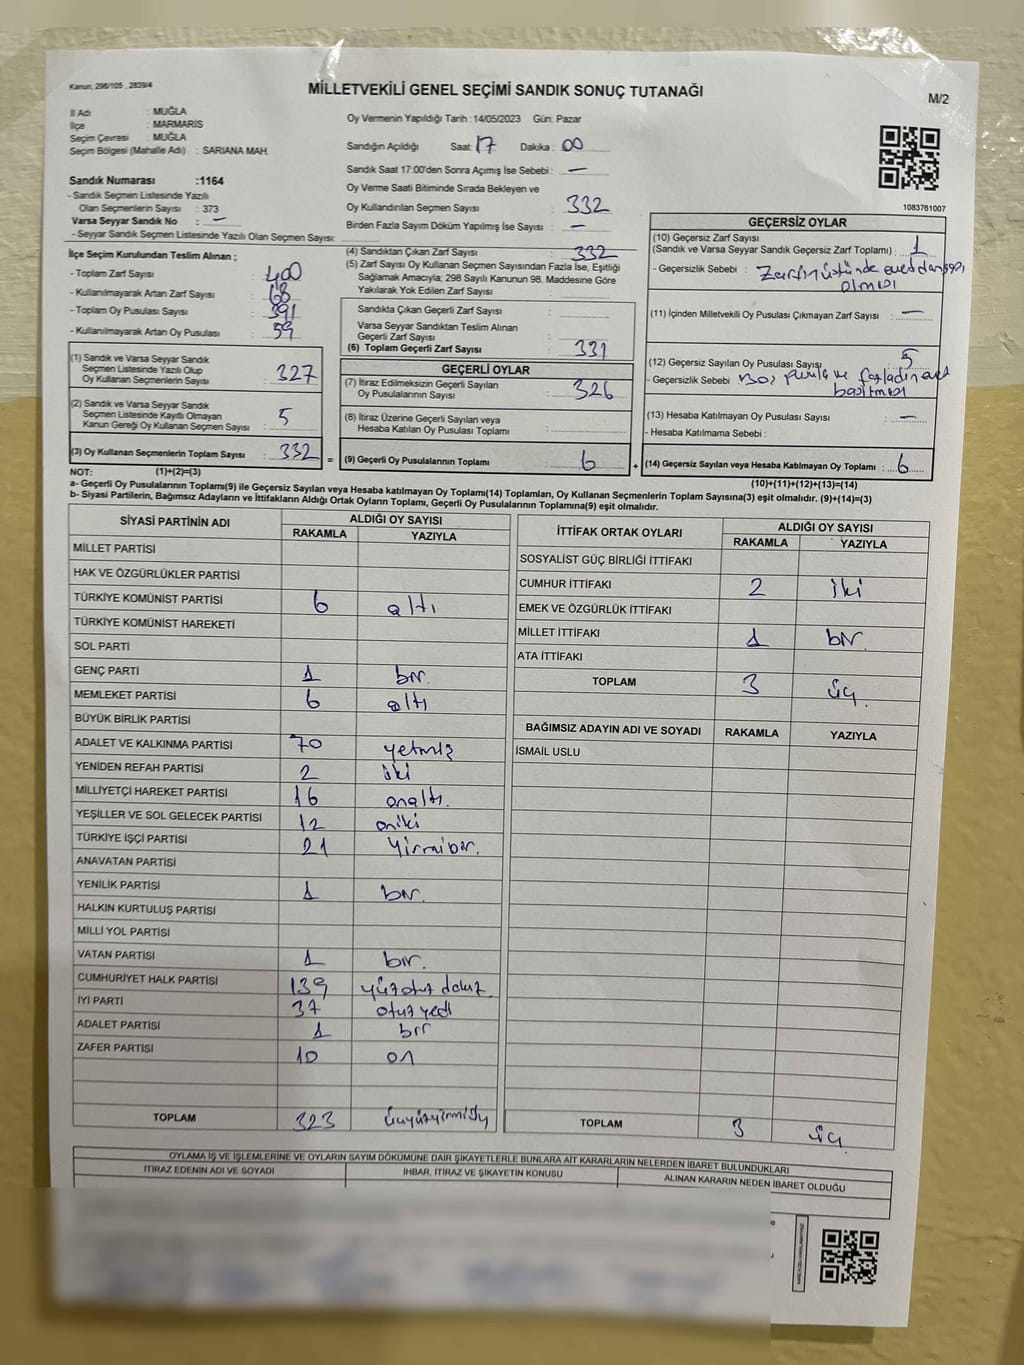 Kanun; 298/105 , 2839/4
MİLLETVEKİLİ GENEL SEÇİMİ SANDIK SONUÇ TUTANAĞI
M/2
İl Adı : MUĞLA
İlçe : MARMARİS
Seçim Çevresi : MUĞLA
Seçim Bölgesi (Mahalle Adı) : SARIANA MAH.
Sandık Numarası :1164
- Sandık Seçmen Listesinde Yazılı
Olan Seçmenlerin Sayısı : 373
Varsa Seyyar Sandık No : —
- Seyyar Sandık Seçmen Listesinde Yazılı Olan Seçmen Sayısı:
Oy Vermenin Yapıldığı Tarih :14/05/2023 Gün: Pazar
Sandığın Açıldığı Saat: 17 Dakika : 00
Sandık Saat 17:00'den Sonra Açımış İse Sebebi : —
Oy Verme Saati Bitiminde Sırada Bekleyen ve
Oy Kullandırılan Seçmen Sayısı : 332
Birden Fazla Sayım Döküm Yapılmış İse Sayısı : —
1083761007
İlçe Seçim Kurulundan Teslim Alınan ;
- Toplam Zarf Sayısı : 400
- Kullanılmayarak Artan Zarf Sayısı : 68
- Toplam Oy Pusulası Sayısı : 391
- Kullanılmayarak Artan Oy Pusulası : 59
(1) Sandık ve Varsa Seyyar Sandık
Seçmen Listesinde Yazılı Olup
Oy Kullanan Seçmenlerin Sayısı : 327
(2) Sandık ve Varsa Seyyar Sandık
Seçmen Listesinde Kayıtlı Olmayan
Kanun Gereği Oy Kullanan Seçmen Sayısı : 5
(3) Oy Kullanan Seçmenlerin Toplam Sayısı : 332 =
(4) Sandıktan Çıkan Zarf Sayısı : 332
(5) Zarf Sayısı Oy Kullanan Seçmen Sayısından Fazla İse, Eşitliği
Sağlamak Amacıyla; 298 Sayılı Kanunun 98. Maddesine Göre
Yakılarak Yok Edilen Zarf Sayısı :
Sandıkta Çıkan Geçerli Zarf Sayısı :
Varsa Seyyar Sandıktan Teslim Alınan
Geçerli Zarf Sayısı :
(6) Toplam Geçerli Zarf Sayısı : 331
GEÇERLİ OYLAR
(7) İtiraz Edilmeksizin Geçerli Sayılan
Oy Pusulalarının Sayısı : 326
(8) İtiraz Üzerine Geçerli Sayılan veya
Hesaba Katılan Oy Pusulası Toplamı :
(9) Geçerli Oy Pusulalarının Toplamı : 6 +
GEÇERSİZ OYLAR
(10) Geçersiz Zarf Sayısı
(Sandık ve Varsa Seyyar Sandık Geçersiz Zarf Toplamı) : 1
- Geçersizlik Sebebi : Zarfın üstünde evet damgası
olması
(11) İçinden Milletvekili Oy Pusulası Çıkmayan Zarf Sayısı : —
(12) Geçersiz Sayılan Oy Pusulası Sayısı : 5
- Geçersizlik Sebebi : Boş pusula ve fazladan evet
basılması
(13) Hesaba Katılmayan Oy Pusulası Sayısı : —
- Hesaba Katılmama Sebebi :
(14) Geçersiz Sayılan veya Hesaba Katılmayan Oy Toplamı : 6
NOT: (1)+(2)=(3)
(10)+(11)+(12)+(13)=(14)
a- Geçerli Oy Pusulalarının Toplamı(9) ile Geçersiz Sayılan veya Hesaba katılmayan Oy Toplamı(14) Toplamları, Oy Kullanan Seçmenlerin Toplam Sayısına(3) eşit olmalıdır. (9)+(14)=(3)
b- Siyasi Partilerin, Bağımsız Adayların ve İttifakların Aldığı Ortak Oyların Toplamı, Geçerli Oy Pusulalarının Toplamına(9) eşit olmalıdır.
SİYASİ PARTİNİN ADI ALDIĞI OY SAYISI
RAKAMLA YAZIYLA
MİLLET PARTİSİ
HAK VE ÖZGÜRLÜKLER PARTİSİ
TÜRKİYE KOMÜNİST PARTİSİ 6 altı
TÜRKİYE KOMÜNİST HAREKETİ
SOL PARTİ
GENÇ PARTİ 1 bir.
MEMLEKET PARTİSİ 6 altı
BÜYÜK BİRLİK PARTİSİ
ADALET VE KALKINMA PARTİSİ 70 yetmiş
YENİDEN REFAH PARTİSİ 2 iki
MİLLİYETÇİ HAREKET PARTİSİ 16 onaltı.
YEŞİLLER VE SOL GELECEK PARTİSİ 12 oniki
TÜRKİYE İŞÇİ PARTİSİ 21 Yirmibir.
ANAVATAN PARTİSİ
YENİLİK PARTİSİ 1 bir.
HALKIN KURTULUŞ PARTİSİ
MİLLİ YOL PARTİSİ
VATAN PARTİSİ 1 bir.
CUMHURİYET HALK PARTİSİ 139 yüzotuz dokuz.
İYİ PARTİ 37 otuz yedi
ADALET PARTİSİ 1 bir
ZAFER PARTİSİ 10 on
TOPLAM 323
İTTİFAK ORTAK OYLARI ALDIĞI OY SAYISI
RAKAMLA YAZIYLA
SOSYALİST GÜÇ BİRLİĞİ İTTİFAKI
CUMHUR İTTİFAKI 2 iki
EMEK VE ÖZGÜRLÜK İTTİFAKI
MİLLET İTTİFAKI 1 bir.
ATA İTTİFAKI
TOPLAM 3 üç.
BAĞIMSIZ ADAYIN ADI VE SOYADI RAKAMLA YAZIYLA
İSMAİL USLU
TOPLAM 3 üç
OYLAMA İŞ VE İŞLEMLERİNE VE OYLARIN SAYIM DÖKÜMÜNE DAİR ŞİKAYETLERLE BUNLARA AİT KARARLARIN NELERDEN İBARET BULUNDUKLARI
İTİRAZ EDENİN ADI VE SOYADI İHBAR, İTİRAZ VE ŞİKAYETİN KONUSU ALINAN KARARIN NEDEN İBARET OLDUĞU